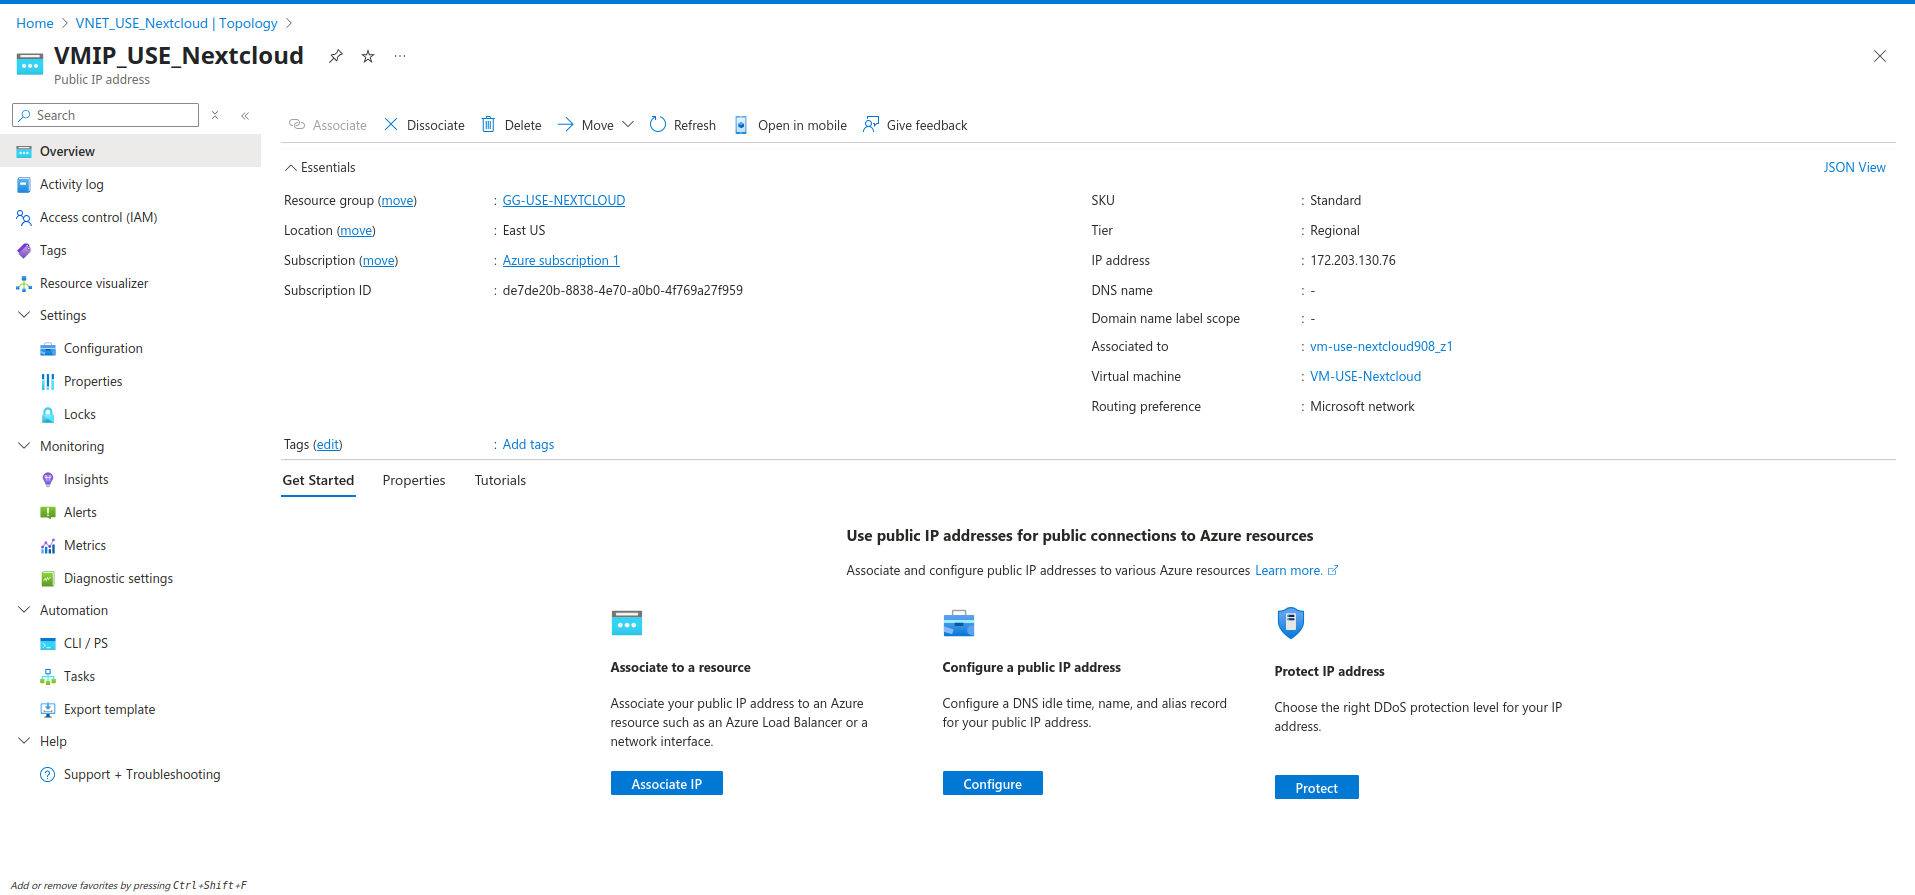 Home > VNET_USE_Nextcloud | Topology >
VMIP_USE_Nextcloud
Public IP address
Search
Overview
Activity log
Access control (IAM)
Tags
Resource visualizer
Settings
Configuration
Properties
Locks
Monitoring
Insights
Alerts
Metrics
Diagnostic settings
Automation
CLI / PS
Tasks
Export template
Help
Support + Troubleshooting
Add or remove favorites by pressing Ctrl+Shift+F
Associate Dissociate Delete Move Refresh Open in mobile Give feedback
Essentials JSON View
Resource group (move) : GG-USE-NEXTCLOUD
Location (move) : East US
Subscription (move) : Azure subscription 1
Subscription ID : de7de20b-8838-4e70-a0b0-4f769a27f959
SKU : Standard
Tier : Regional
IP address : 172.203.130.76
DNS name : -
Domain name label scope : -
Associated to : vm-use-nextcloud908_z1
Virtual machine : VM-USE-Nextcloud
Routing preference : Microsoft network
Tags (edit) : Add tags
Get Started Properties Tutorials
Use public IP addresses for public connections to Azure resources
Associate and configure public IP addresses to various Azure resources Learn more.
Associate to a resource
Associate your public IP address to an Azure
resource such as an Azure Load Balancer or a
network interface.
Associate IP
Configure a public IP address
Configure a DNS idle time, name, and alias record
for your public IP address.
Configure
Protect IP address
Choose the right DDoS protection level for your IP
address.
Protect